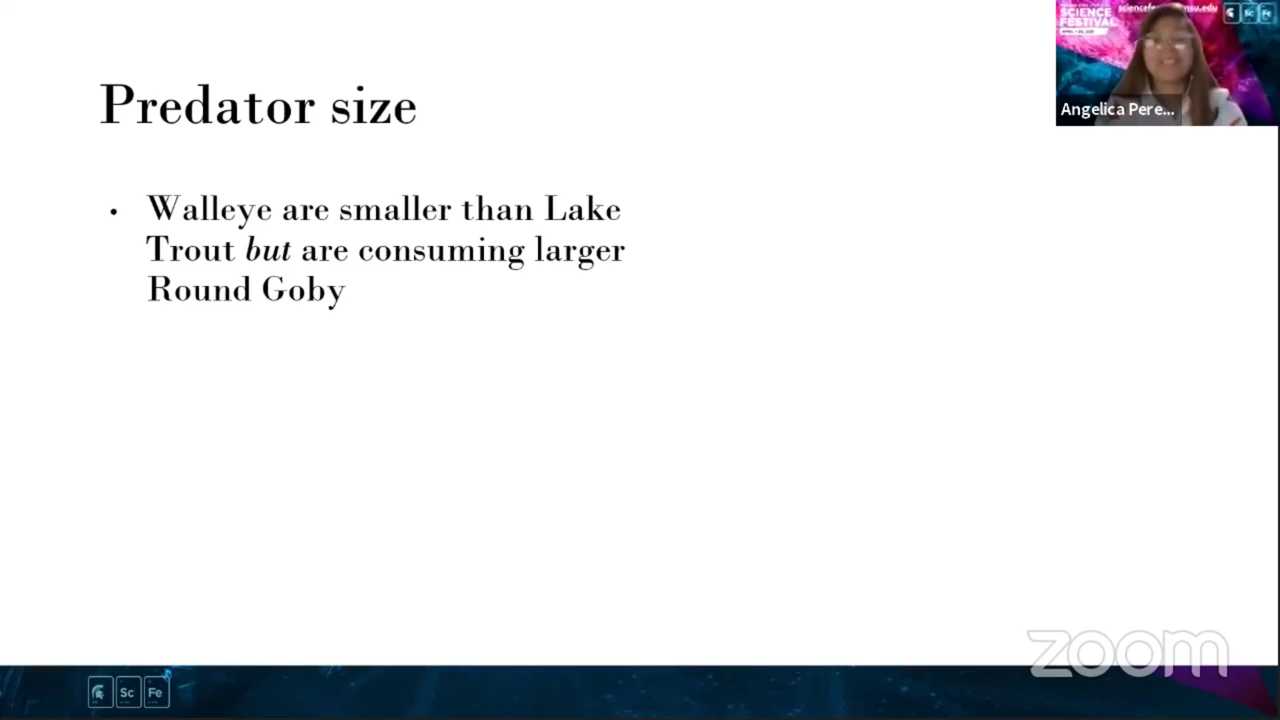 Predator size
• Walleye are smaller than Lake
Trout but are consuming larger
Round Goby
SCIENCE
FESTIVAL
Angelica Pere...
Sc Fe
zoom